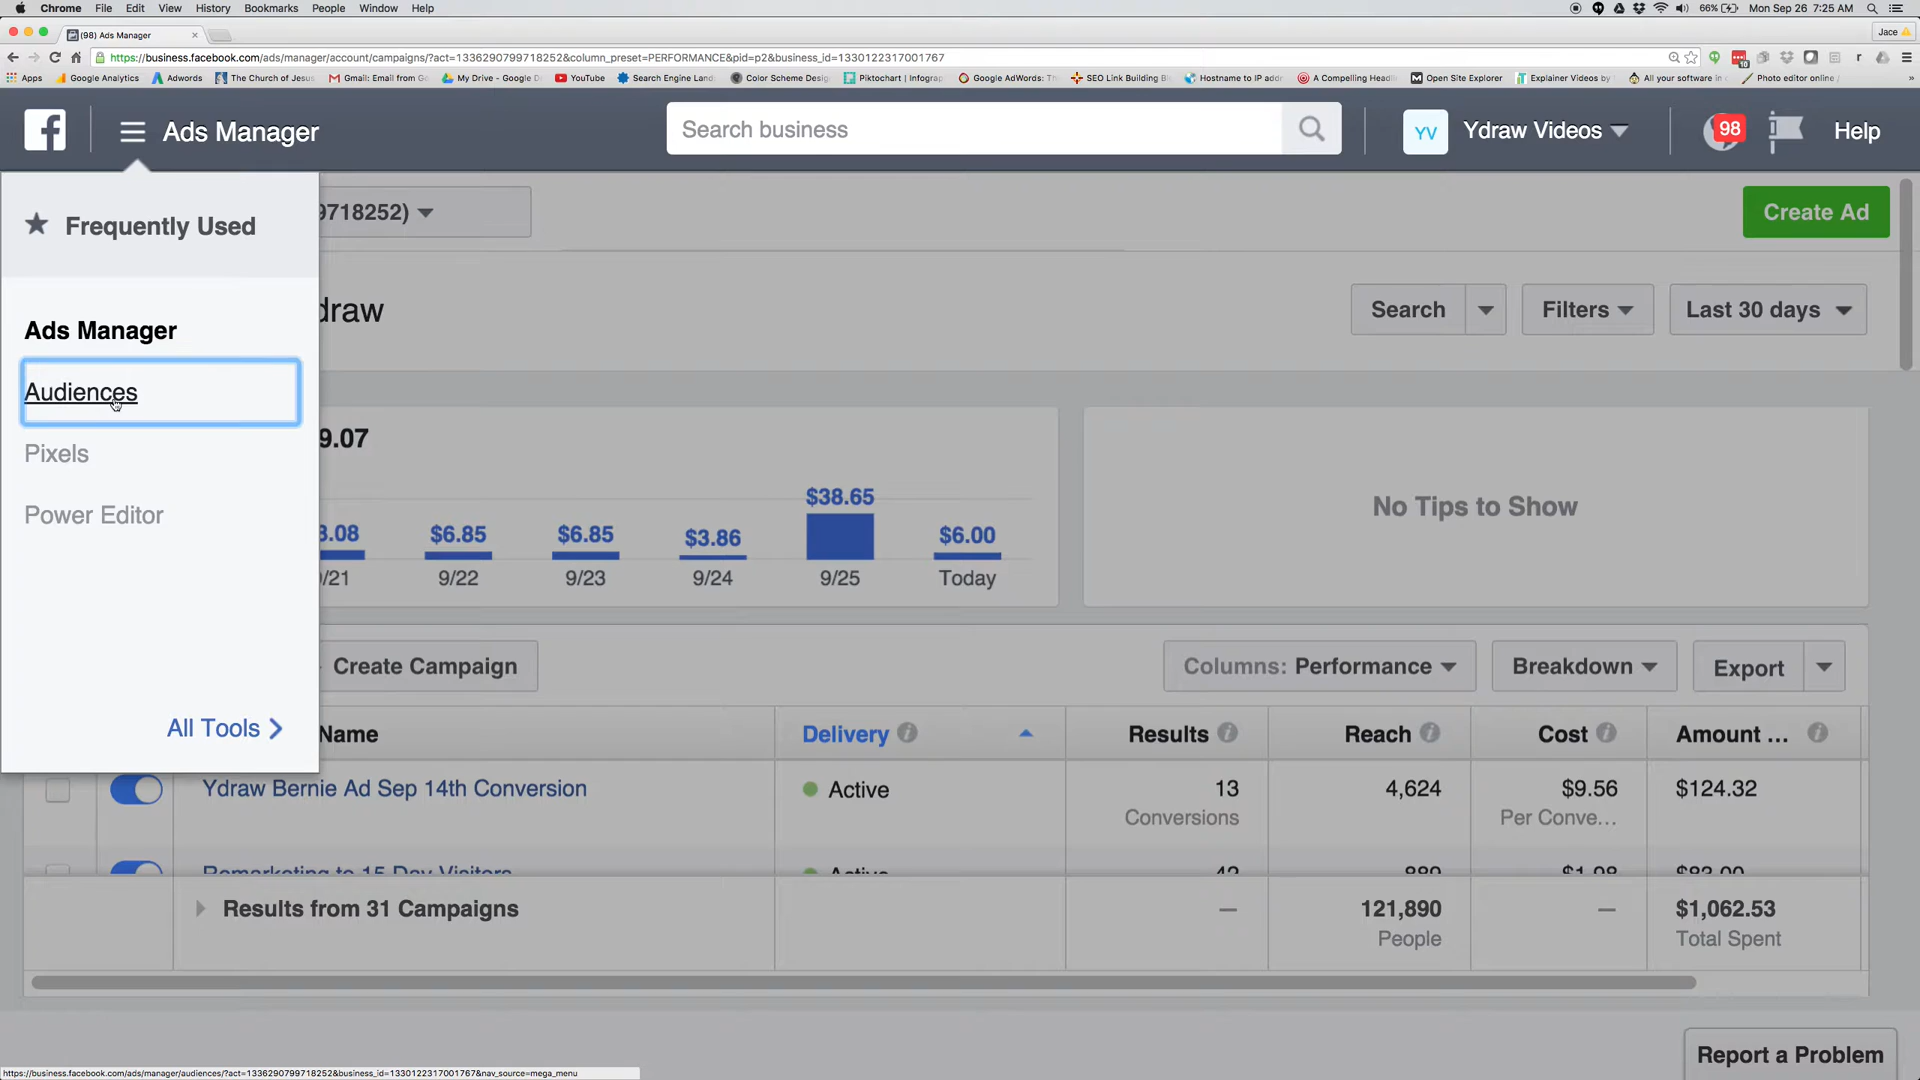 Chrome File Edit View History Bookmarks People Window Help
66% Mon Sep 26 7:25 AM
(98) Ads Manager
Jace
https://business.facebook.com/ads/manager/account/campaigns/?act=1336290799718252&column_preset=PERFORMANCE&pid=p2&business_id=1330122317001767
Apps Google Analytics Adwords The Church of Jesus Gmail: Email from G My Drive - Google D YouTube Search Engine Land Color Scheme Desig Piktochart | Infograp Google AdWords: Th SEO Link Building Bl Hostname to IP addr A Compelling Headl Open Site Explorer Explainer Videos by All your software in Photo editor online /
Ads Manager
Search business
YV Ydraw Videos
98
Help
Frequently Used
9718252)
Create Ad
Ads Manager
draw
Search Filters Last 30 days
Audiences
Pixels
Power Editor
All Tools
9.07
3.08 $6.85 $6.85 $3.86 $38.65 $6.00
9/21 9/22 9/23 9/24 9/25 Today
No Tips to Show
Create Campaign
Columns: Performance Breakdown Export
Name Delivery Results Reach Cost Amount ...
Ydraw Bernie Ad Sep 14th Conversion Active 13 4,624 $9.56 $124.32
Conversions Per Conve...
Remarketing to 15 Day Visitors Active 42 889 $1.98 $83.00
Results from 31 Campaigns — 121,890 — $1,062.53
People Total Spent
Report a Problem
https://business.facebook.com/ads/manager/audiences/?act=1336290799718252&business_id=1330122317001767&nav_source=mega_menu